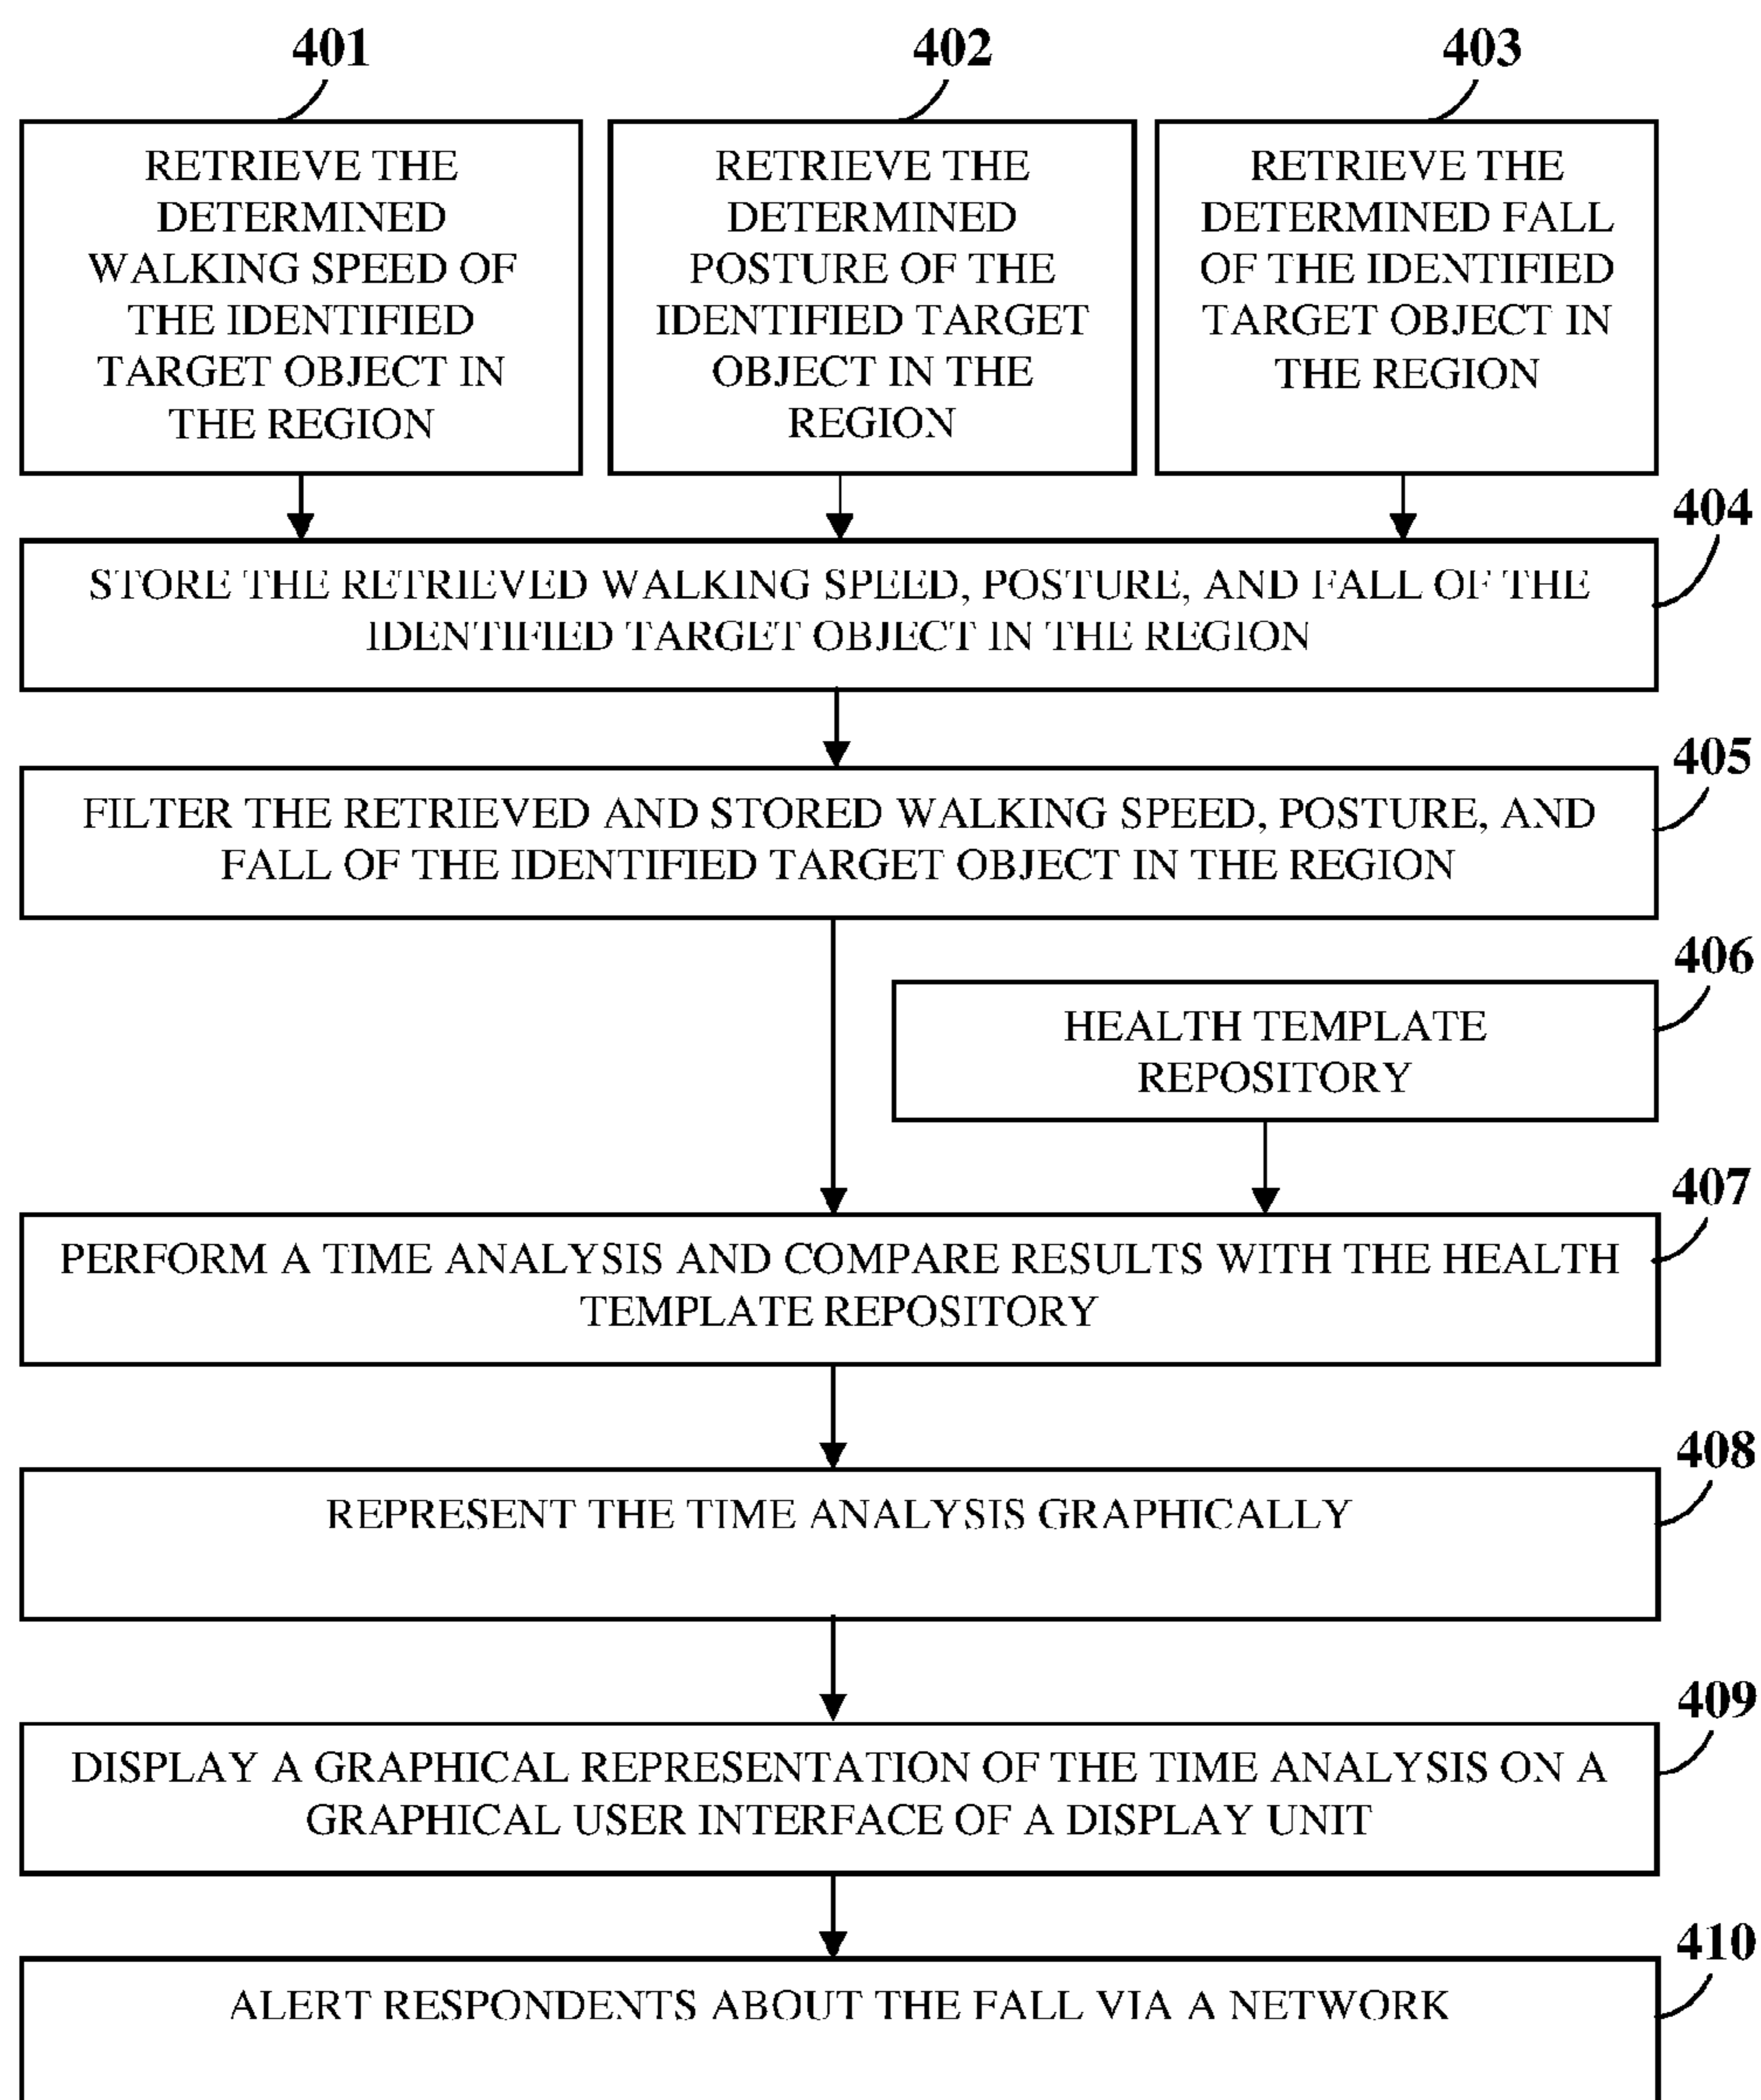 401
402
403
RETRIEVE THE
DETERMINED
WALKING SPEED OF
THE IDENTIFIED
TARGET OBJECT IN
THE REGION
RETRIEVE THE
DETERMINED
POSTURE OF THE
IDENTIFIED TARGET
OBJECT IN THE
REGION
RETRIEVE THE
DETERMINED FALL
OF THE IDENTIFIED
TARGET OBJECT IN
THE REGION
404
STORE THE RETRIEVED WALKING SPEED, POSTURE, AND FALL OF THE
IDENTIFIED TARGET OBJECT IN THE REGION
405
FILTER THE RETRIEVED AND STORED WALKING SPEED, POSTURE, AND
FALL OF THE IDENTIFIED TARGET OBJECT IN THE REGION
406
HEALTH TEMPLATE
REPOSITORY
407
PERFORM A TIME ANALYSIS AND COMPARE RESULTS WITH THE HEALTH
TEMPLATE REPOSITORY
408
REPRESENT THE TIME ANALYSIS GRAPHICALLY
409
DISPLAY A GRAPHICAL REPRESENTATION OF THE TIME ANALYSIS ON A
GRAPHICAL USER INTERFACE OF A DISPLAY UNIT
410
ALERT RESPONDENTS ABOUT THE FALL VIA A NETWORK